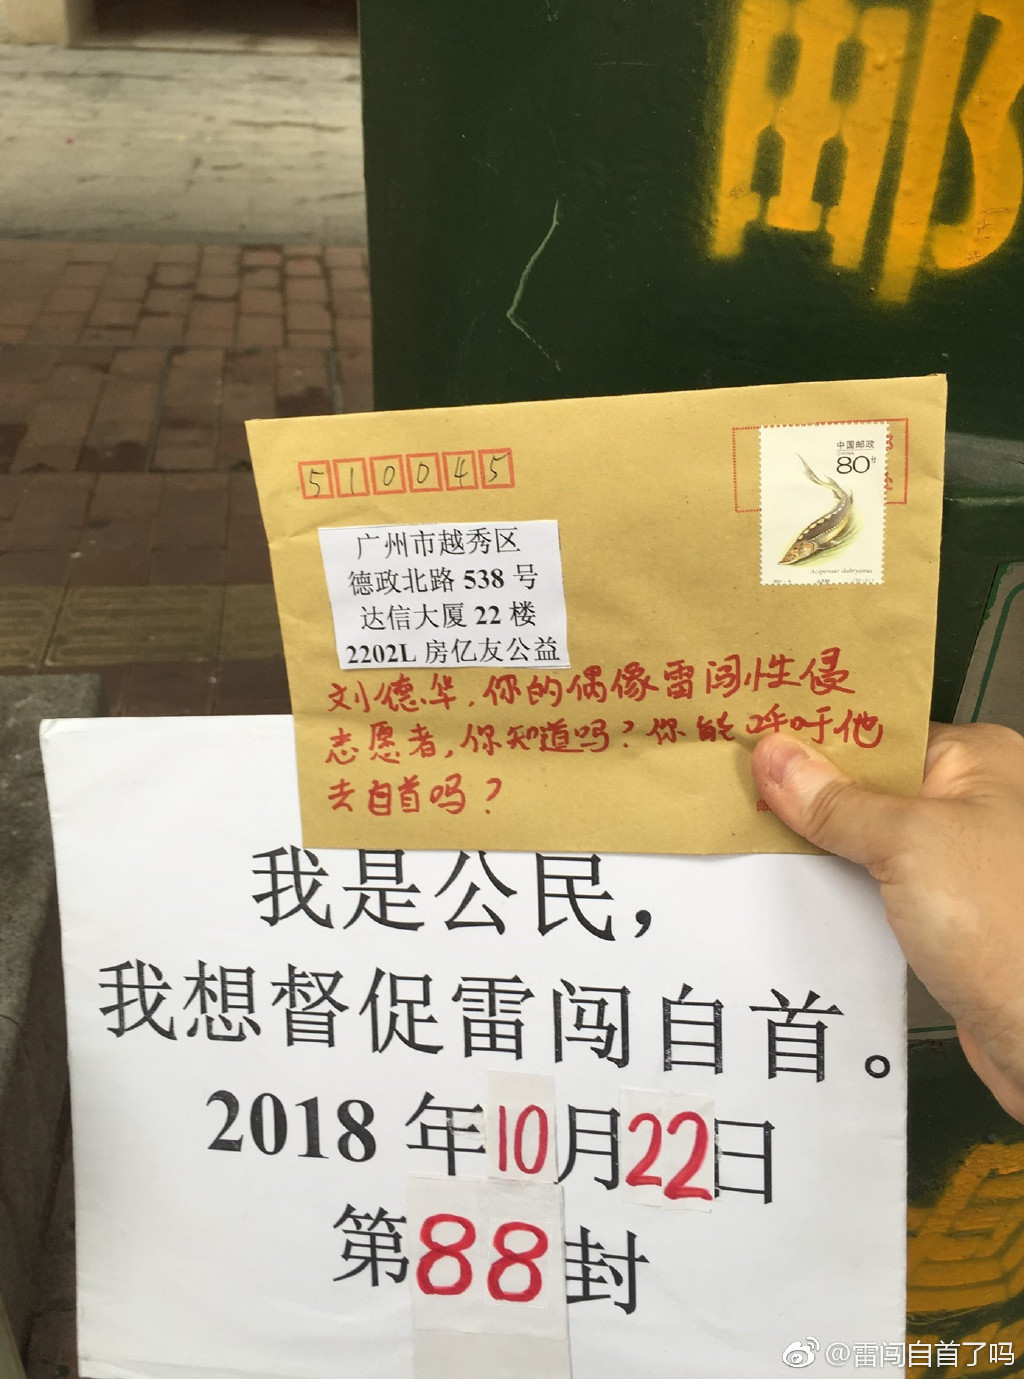 邮
510045
中国邮政
CHINA
80分
Acipenser dabryanus
广州市越秀区
德政北路 538 号
达信大厦 22 楼
2202L 房亿友公益
刘德华，你的偶像雷闯性侵
志愿者，你知道吗？你能呼吁他
去自首吗？
我是公民，
我想督促雷闯自首。
2018 年10月22日
第88封
@雷闯自首了吗